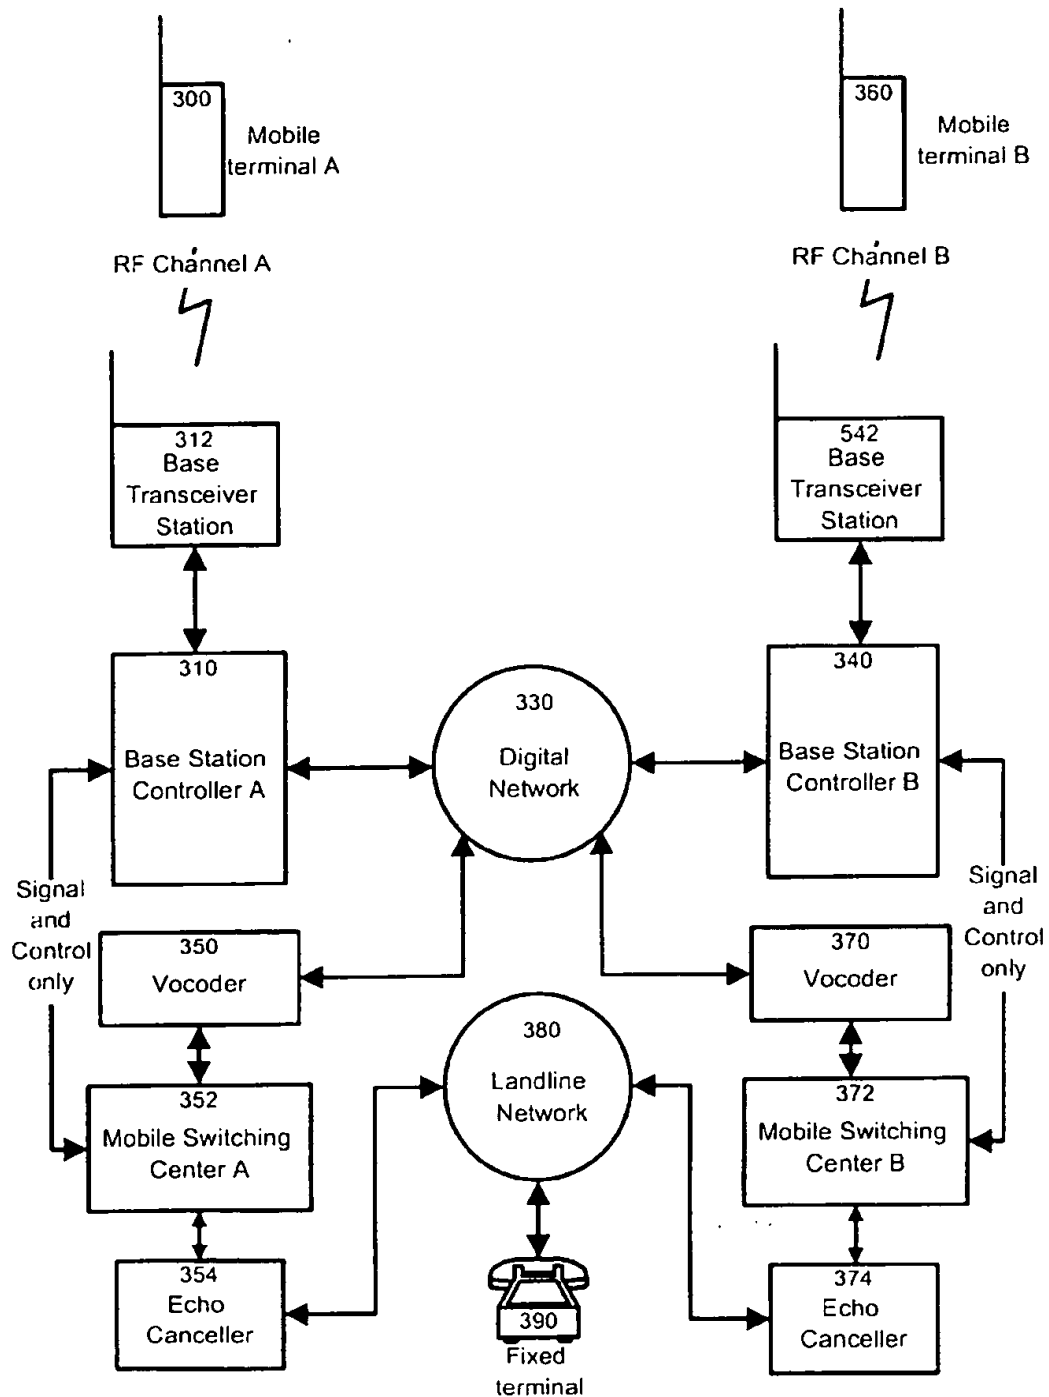 300
Mobile
terminal A
360
Mobile
terminal B
RF Channel A
RF Channel B
312
Base
Transceiver
Station
542
Base
Transceiver
Station
310
Base Station
Controller A
330
Digital
Network
340
Base Station
Controller B
Signal
and
Control
only
Signal
and
Control
only
350
Vocoder
370
Vocoder
380
Landline
Network
352
Mobile Switching
Center A
372
Mobile Switching
Center B
354
Echo
Canceller
390
Fixed
terminal
374
Echo
Canceller